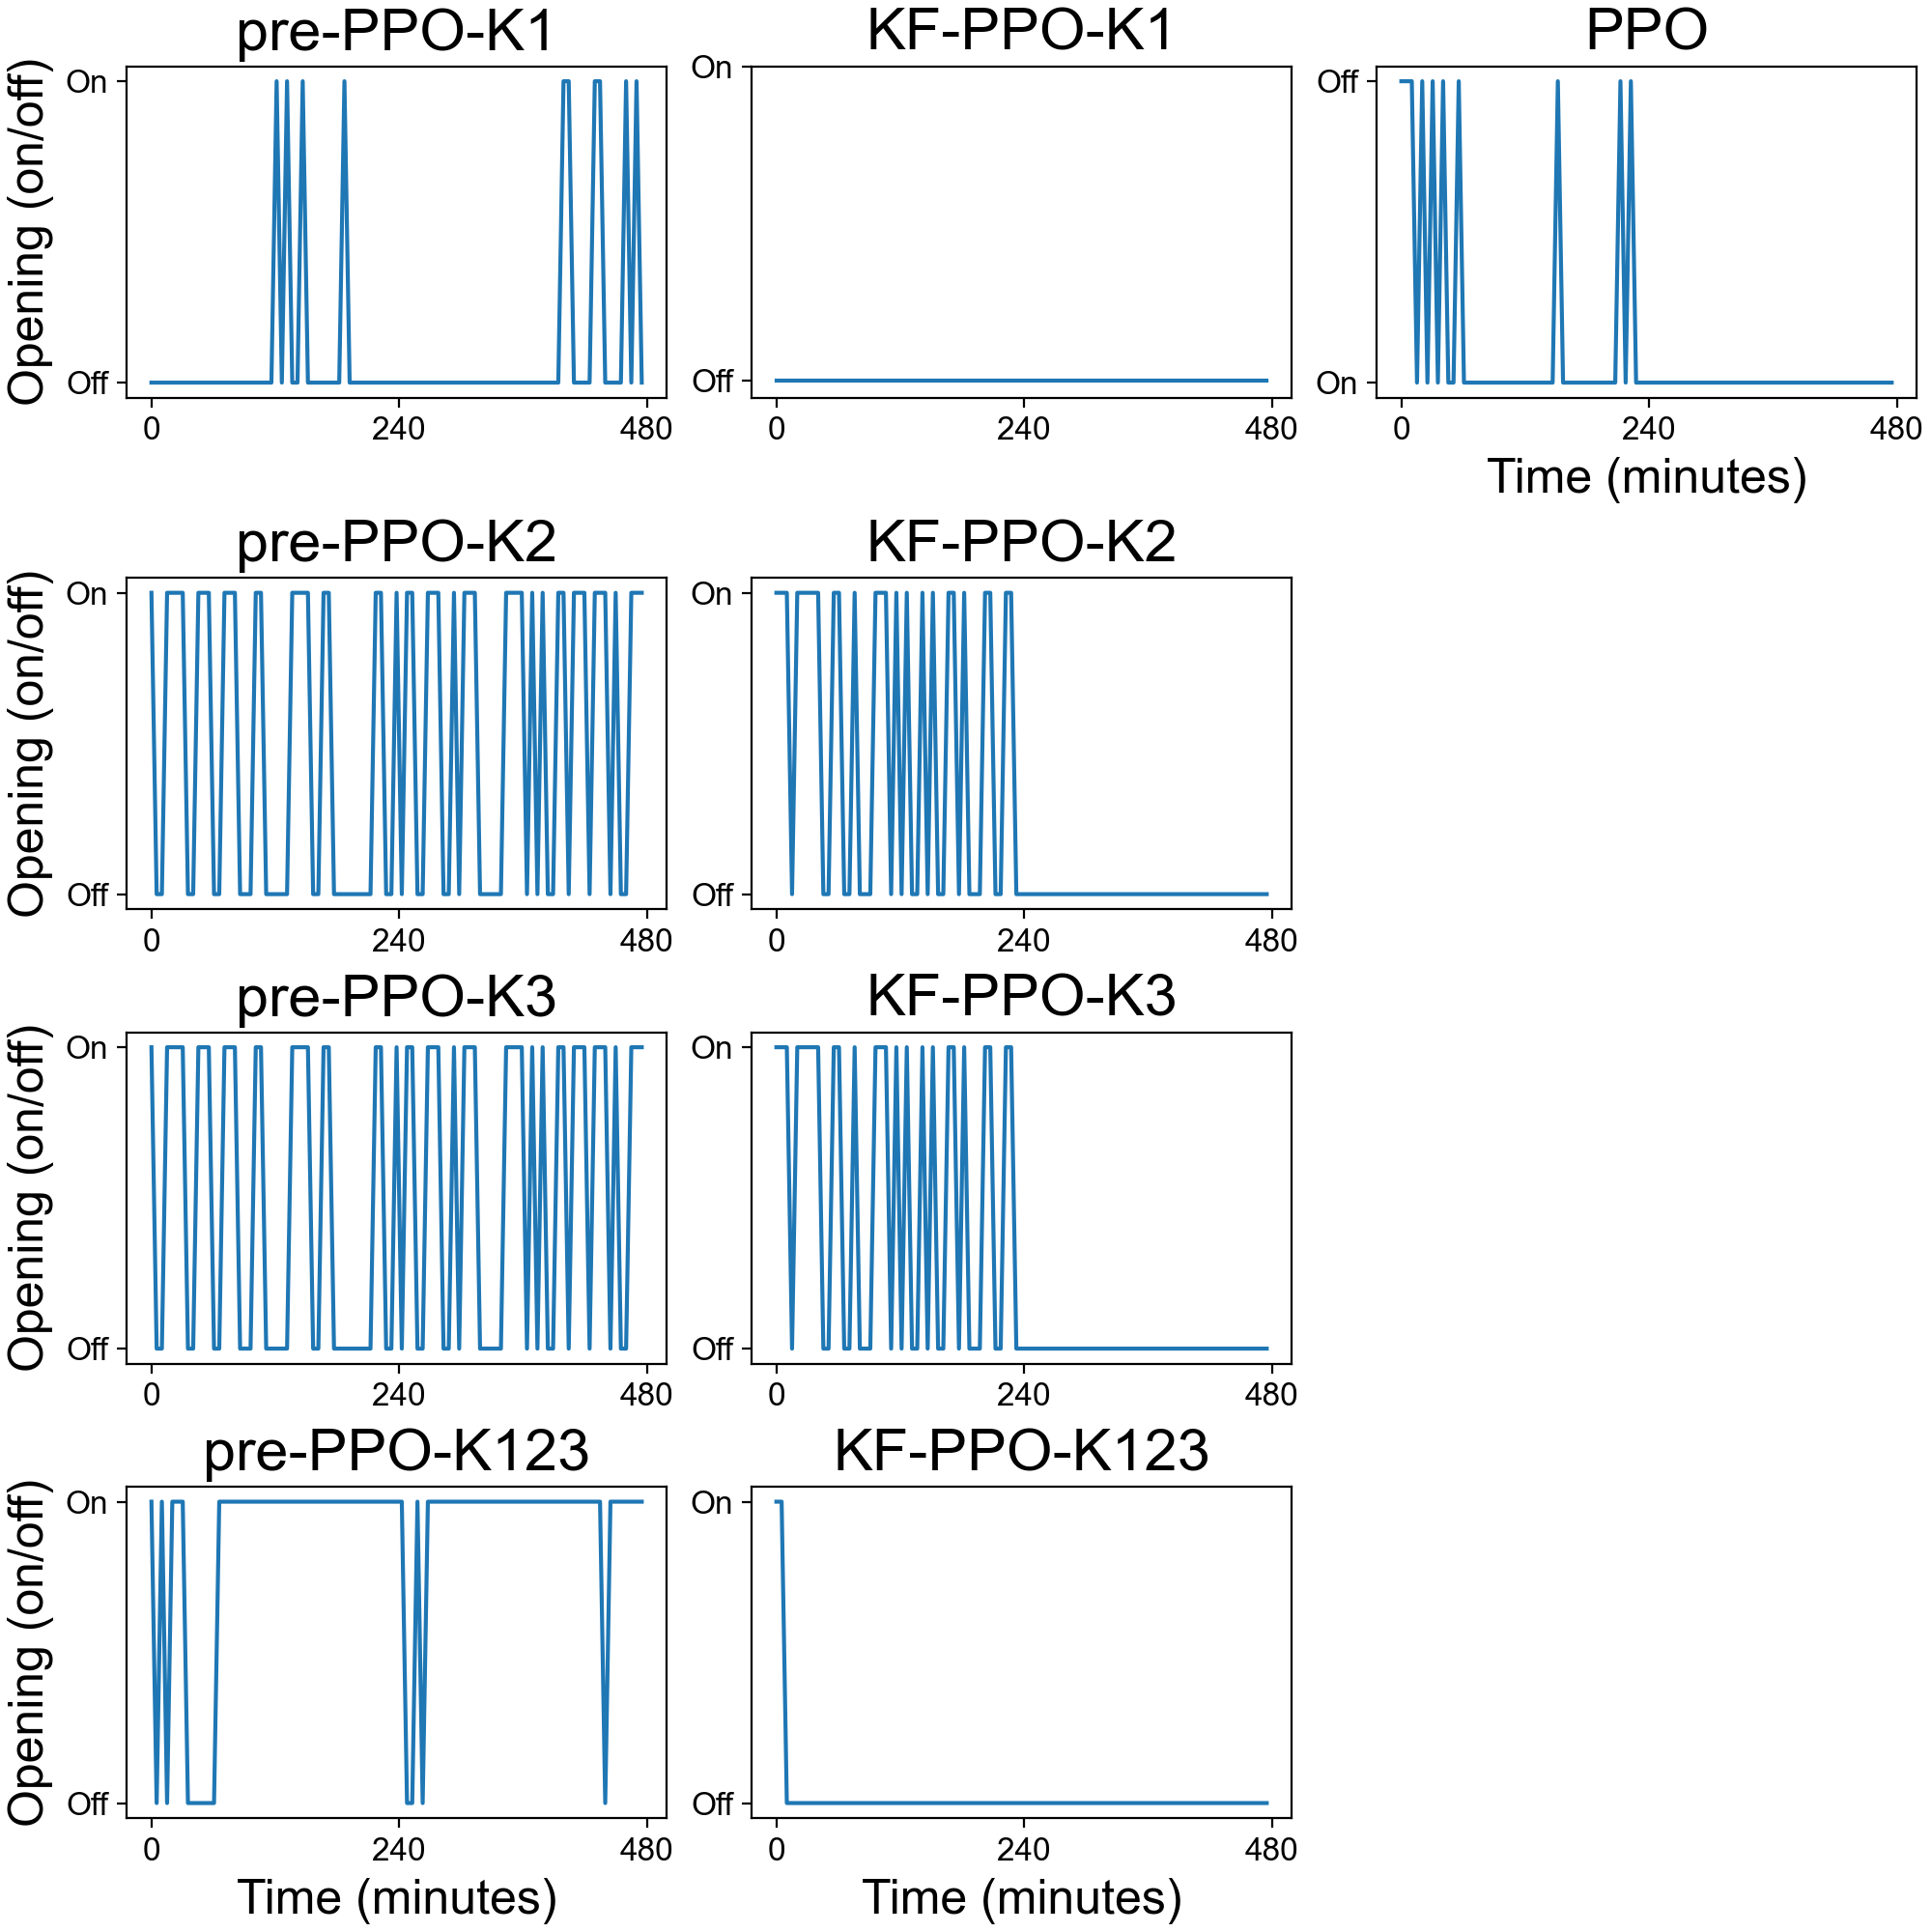 pre-PPO-K1
KF-PPO-K1
PPO
Opening (on/off)
On
Off
0 240 480
On
Off
0 240 480
Off
On
0 240 480
Time (minutes)
pre-PPO-K2
KF-PPO-K2
Opening (on/off)
On
Off
0 240 480
On
Off
0 240 480
pre-PPO-K3
KF-PPO-K3
Opening (on/off)
On
Off
0 240 480
On
Off
0 240 480
pre-PPO-K123
KF-PPO-K123
Opening (on/off)
On
Off
0 240 480
Time (minutes)
On
Off
0 240 480
Time (minutes)